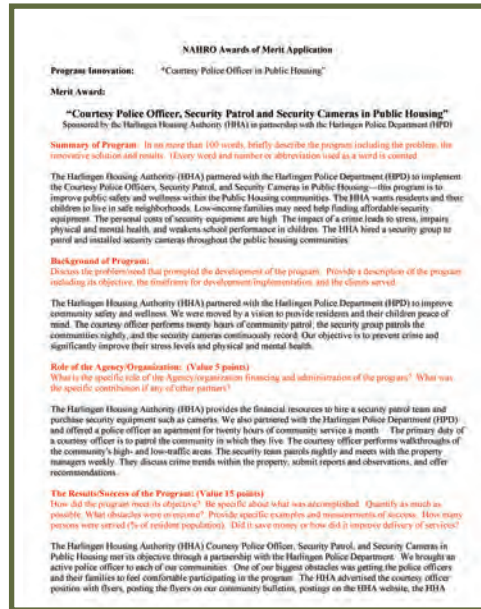 NAHRO Awards of Merit Application
Program Innovation: "Courtesy Police Officer in Public Housing"
Merit Award:
"Courtesy Police Officer, Security Patrol and Security Cameras in Public Housing"
Sponsored by the Harlingen Housing Authority (HHA) in partnership with the Harlingen Police Department (HPD)
Summary of Program: In no more than 100 words, briefly describe the program including the problem, the
innovative solution and results. (Every word and number or abbreviation used as a word is counted.
The Harlingen Housing Authority (HHA) partnered with the Harlingen Police Department (HPD) to implement
the Courtesy Police Officers, Security Patrol, and Security Cameras in Public Housing—this program is to
improve public safety and wellness within the Public Housing communities. The HHA wants residents and their
children to live in safe neighborhoods. Low-income families may need help finding affordable security
equipment. The personal costs of security equipment are high. The impact of a crime leads to stress, impairs
physical and mental health, and weakens school performance in children. The HHA hired a security group to
patrol and installed security cameras throughout the public housing communities.
Background of Program:
Discuss the problem/need that prompted the development of the program. Provide a description of the program
including its objective, the timeframe for development/implementation, and the clients served.
The Harlingen Housing Authority (HHA) partnered with the Harlingen Police Department (HPD) to improve
community safety and wellness. We were moved by a vision to provide residents and their children peace of
mind. The courtesy officer performs twenty hours of community patrol, the security group patrols the
communities nightly, and the security cameras continuously record. Our objective is to prevent crime and
significantly improve their stress levels and physical and mental health.
Role of the Agency/Organization: (Value 5 points)
What is the specific role of the Agency/organization financing and administration of the program? What was
the specific contribution if any of other partners?
The Harlingen Housing Authority (HHA) provides the financial resources to hire a security patrol team and
purchase security equipment such as cameras. We also partnered with the Harlingen Police Department (HPD)
and offered a police officer an apartment for twenty hours of community service a month. The primary duty of
a courtesy officer is to patrol the community in which they live. The courtesy officer performs walkthroughs of
the community's high- and low-traffic areas. The security team patrols nightly and meets with the property
managers weekly. They discuss crime trends within the property, submit reports and observations, and offer
recommendations.
The Results/Success of the Program: (Value 15 points)
How did the program meet its objective? Be specific about what was accomplished. Quantify as much as
possible. What obstacles were overcome? Provide specific examples and measurements of success. How many
persons were served (% of resident population). Did it save money or how did it improve delivery of services?
The Harlingen Housing Authority (HHA) Courtesy Police Officer, Security Patrol, and Security Cameras in
Public Housing met its objective through a partnership with the Harlingen Police Department. We brought an
active police officer to each of our communities. One of our biggest obstacles was getting the police officers
and their families to feel comfortable participating in the program. The HHA advertised the courtesy officer
position with flyers, posting the flyers on our community bulletin, postings on the HHA website, the HHA